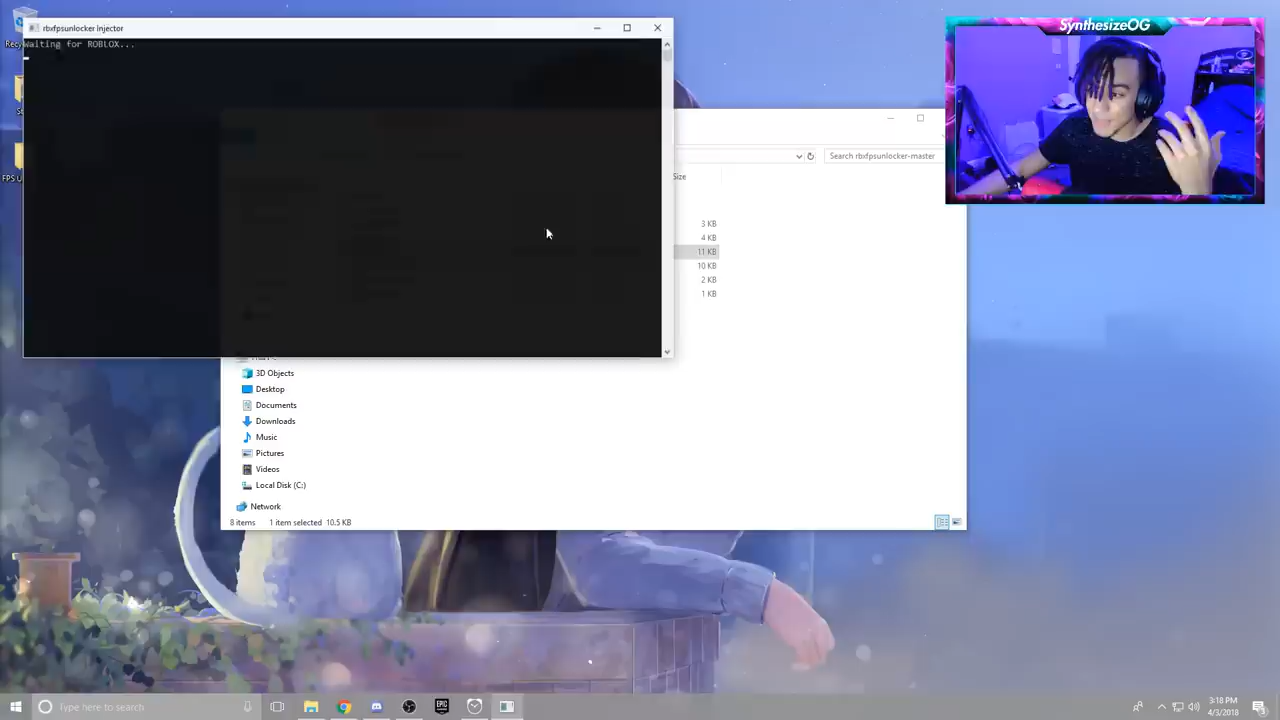 rbxfpsunlocker Injector
Waiting for ROBLOX...
SynthesizeOG
Search rbxfpsunlocker-master
Size
3 KB
4 KB
11 KB
10 KB
2 KB
1 KB
FPS U
3D Objects
Desktop
Documents
Downloads
Music
Pictures
Videos
Local Disk (C:)
Network
8 items 1 item selected 10.5 KB
EPIC
Type here to search
3:18 PM
4/3/2018